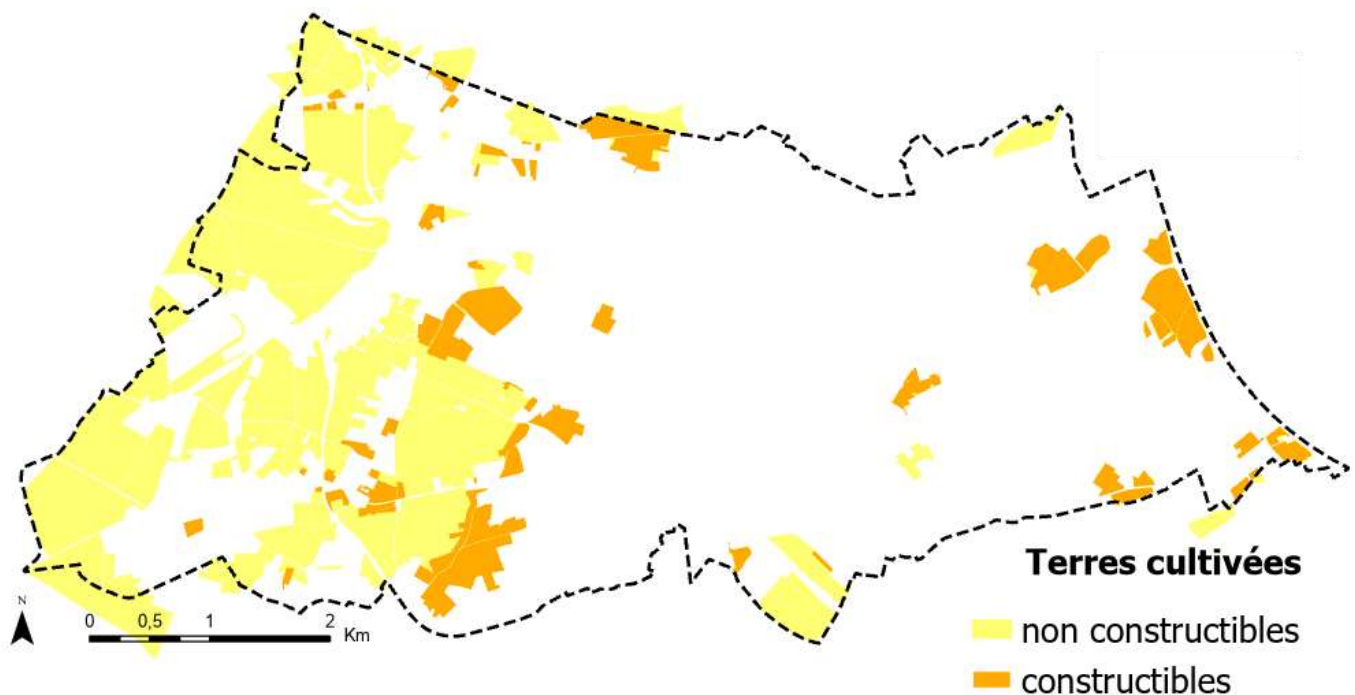 Terres cultivées
non constructibles
constructibles
N
0 0,5 1 2
Km